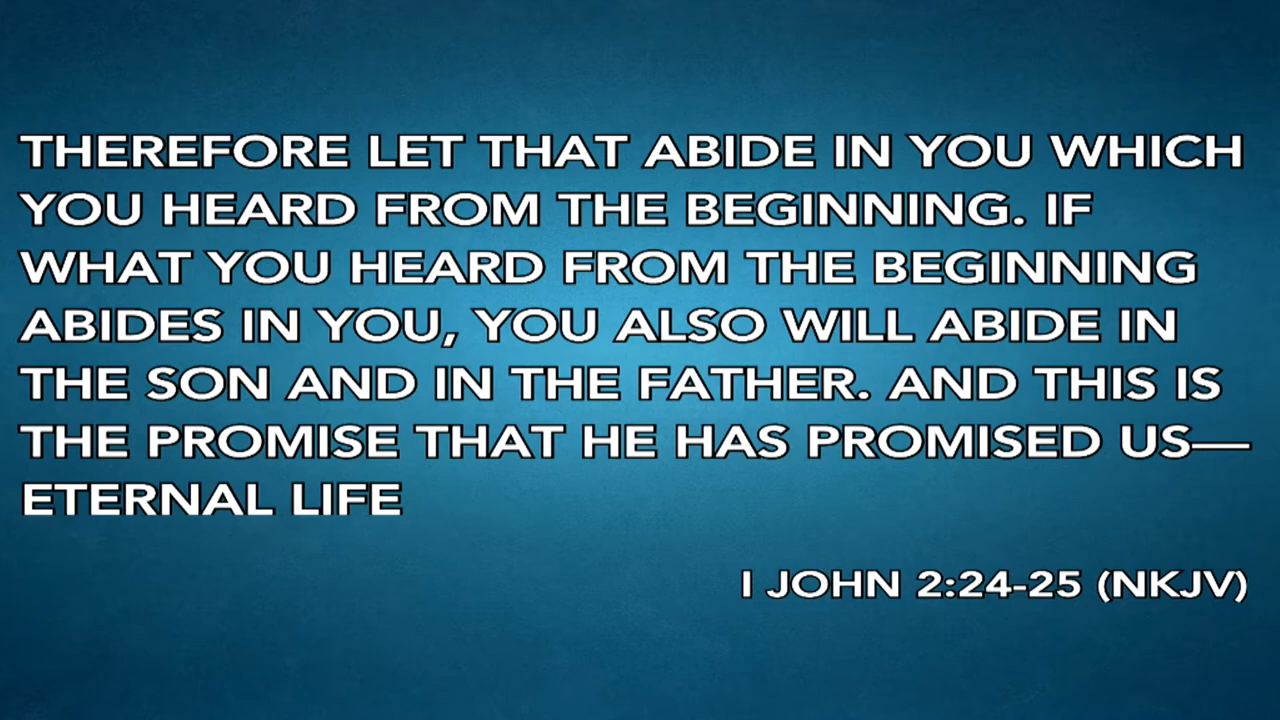 THEREFORE LET THAT ABIDE IN YOU WHICH
YOU HEARD FROM THE BEGINNING. IF
WHAT YOU HEARD FROM THE BEGINNING
ABIDES IN YOU, YOU ALSO WILL ABIDE IN
THE SON AND IN THE FATHER. AND THIS IS
THE PROMISE THAT HE HAS PROMISED US—
ETERNAL LIFE
I JOHN 2:24-25 (NKJV)